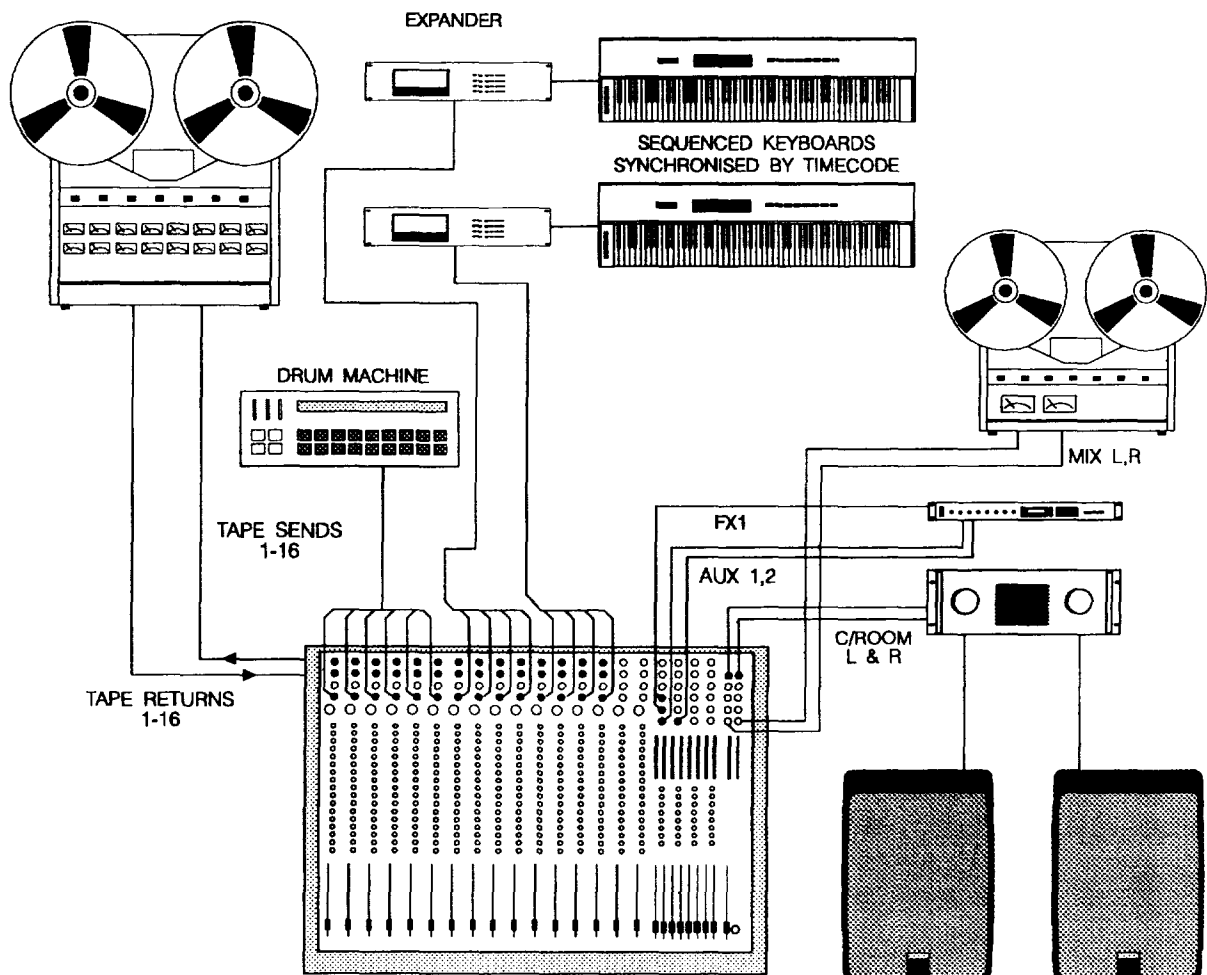 EXPANDER
SEQUENCED KEYBOARDS
SYNCHRONISED BY TIMECODE
DRUM MACHINE
MIX L,R
TAPE SENDS
1-16
FX1
AUX 1,2
C/ROOM
L & R
TAPE RETURNS
1-16